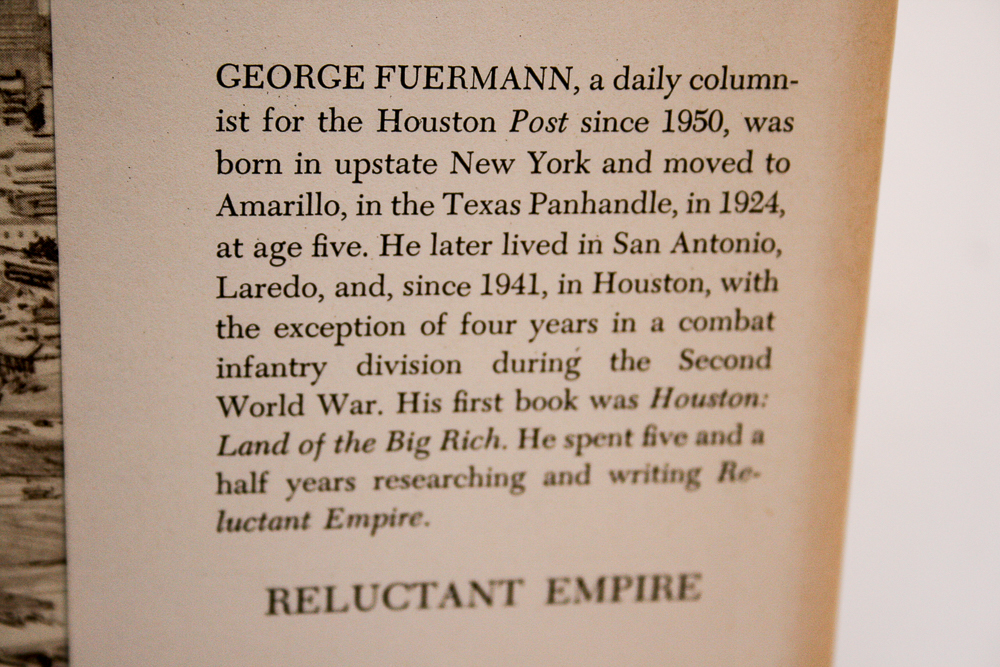 GEORGE FUERMANN, a daily column-
ist for the Houston Post since 1950, was
born in upstate New York and moved to
Amarillo, in the Texas Panhandle, in 1924,
at age five. He later lived in San Antonio,
Laredo, and, since 1941, in Houston, with
the exception of four years in a combat
infantry division during the Second
World War. His first book was Houston:
Land of the Big Rich. He spent five and a
half years researching and writing Re-
luctant Empire.
RELUCTANT EMPIRE